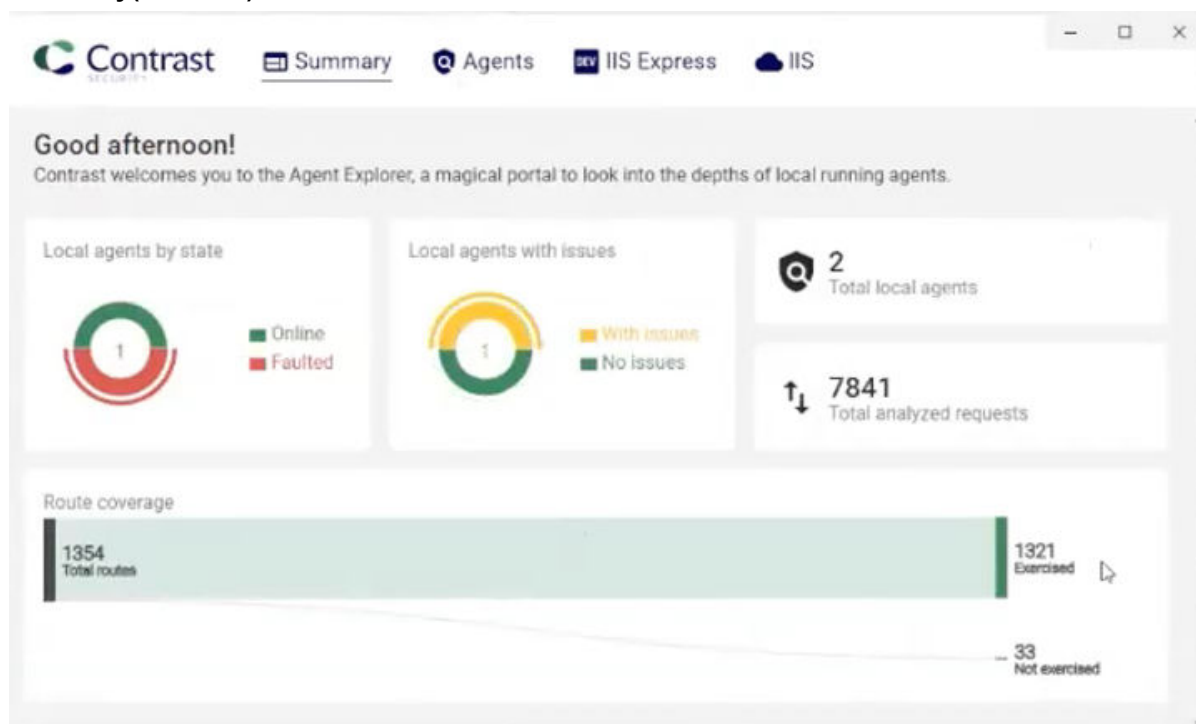 Contrast
SECURITY
Summary
Agents
DEV IIS Express
IIS
Good afternoon!
Contrast welcomes you to the Agent Explorer, a magical portal to look into the depths of local running agents.
Local agents by state
1
Online
Faulted
Local agents with issues
1
With issues
No issues
2
Total local agents
7841
Total analyzed requests
Route coverage
1354
Total routes
1321
Exercised
33
Not exercised